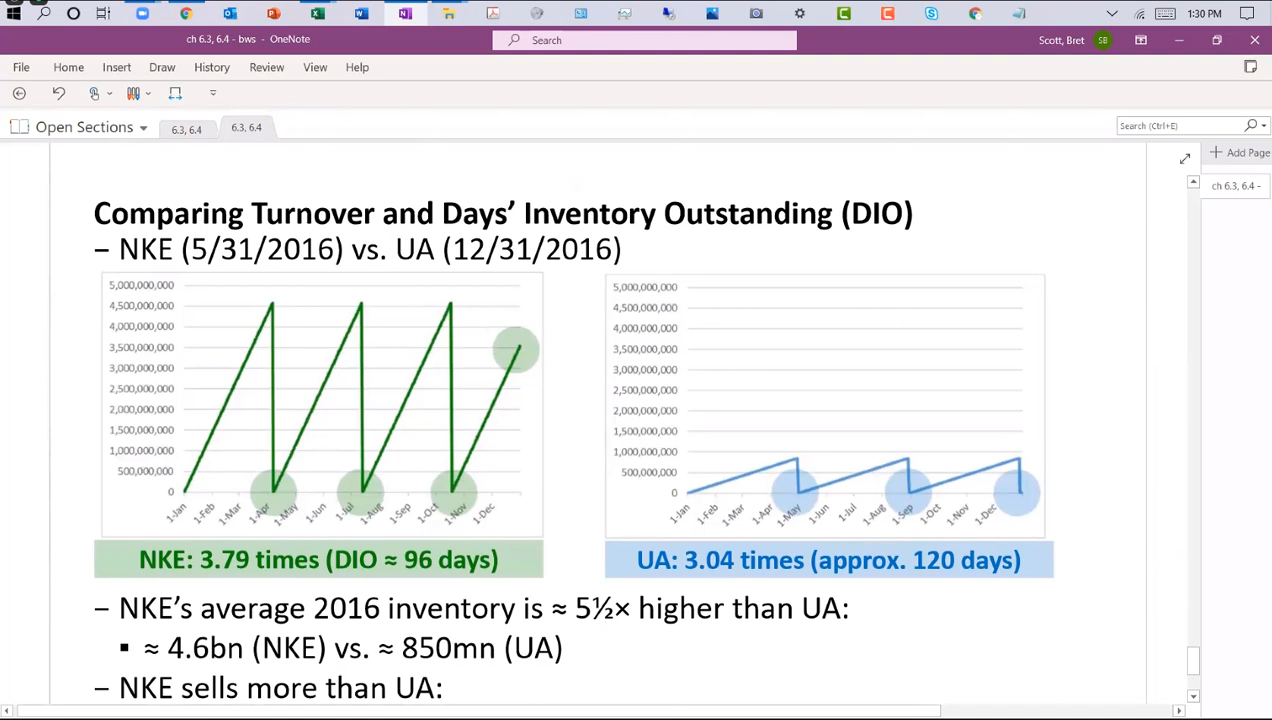 ch 6.3, 6.4 - bws - OneNote
Search
Scott, Bret
SB
1:30 PM
File Home Insert Draw History Review View Help
Open Sections
6.3, 6.4
6.3, 6.4
Search (Ctrl+E)
Add Page
ch 6.3, 6.4 -
Comparing Turnover and Days’ Inventory Outstanding (DIO)
– NKE (5/31/2016) vs. UA (12/31/2016)
5,000,000,000
4,500,000,000
4,000,000,000
3,500,000,000
3,000,000,000
2,500,000,000
2,000,000,000
1,500,000,000
1,000,000,000
500,000,000
0
1-Jan 1-Feb 1-Mar 1-Apr 1-May 1-Jun 1-Jul 1-Aug 1-Sep 1-Oct 1-Nov 1-Dec
NKE: 3.79 times (DIO ≈ 96 days)
5,000,000,000
4,500,000,000
4,000,000,000
3,500,000,000
3,000,000,000
2,500,000,000
2,000,000,000
1,500,000,000
1,000,000,000
500,000,000
0
1-Jan 1-Feb 1-Mar 1-Apr 1-May 1-Jun 1-Jul 1-Aug 1-Sep 1-Oct 1-Nov 1-Dec
UA: 3.04 times (approx. 120 days)
– NKE’s average 2016 inventory is ≈ 5½× higher than UA:
▪ ≈ 4.6bn (NKE) vs. ≈ 850mn (UA)
– NKE sells more than UA: